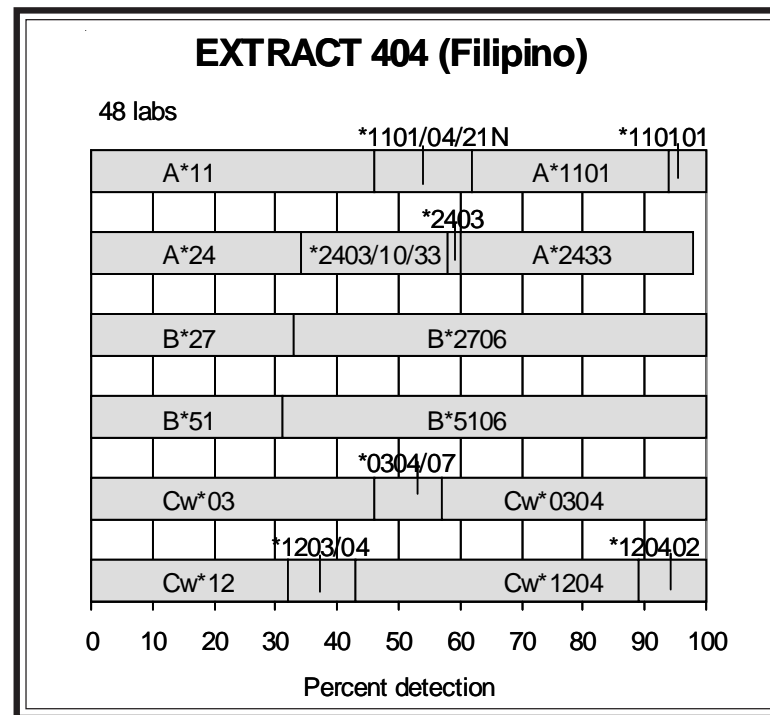 EXTRACT 404 (Filipino)
48 labs
*1101/04/21N *110101
A*11 A*1101
*2403
A*24 *2403/10/33 A*2433
B*27 B*2706
B*51 B*5106
*0304/07
Cw*03 Cw*0304
*1203/04 *120402
Cw*12 Cw*1204
0 10 20 30 40 50 60 70 80 90 100
Percent detection